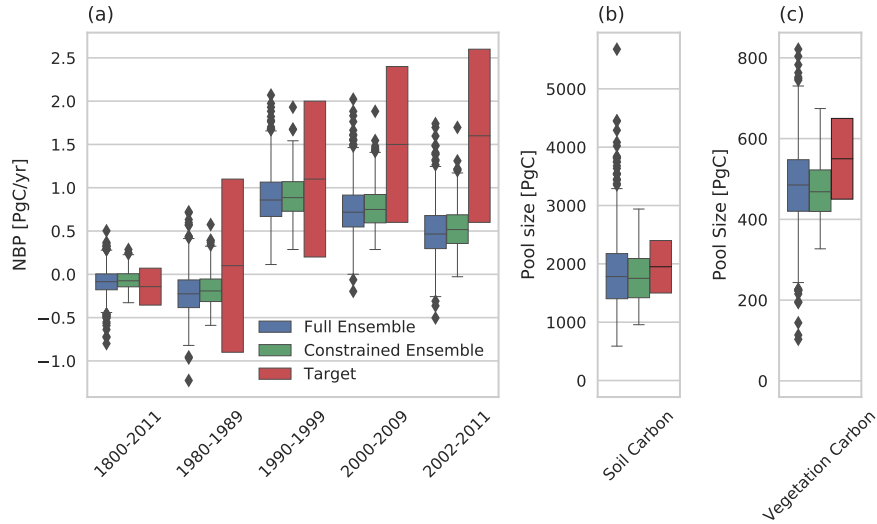 (a)
NBP [PgC/yr]
2.5
2.0
1.5
1.0
0.5
0.0
−0.5
−1.0
Full Ensemble
Constrained Ensemble
Target
1800-2011
1980-1989
1990-1999
2000-2009
2002-2011
(b)
Pool size [PgC]
5000
4000
3000
2000
1000
0
Soil Carbon
(c)
Pool Size [PgC]
800
600
400
200
0
Vegetation Carbon